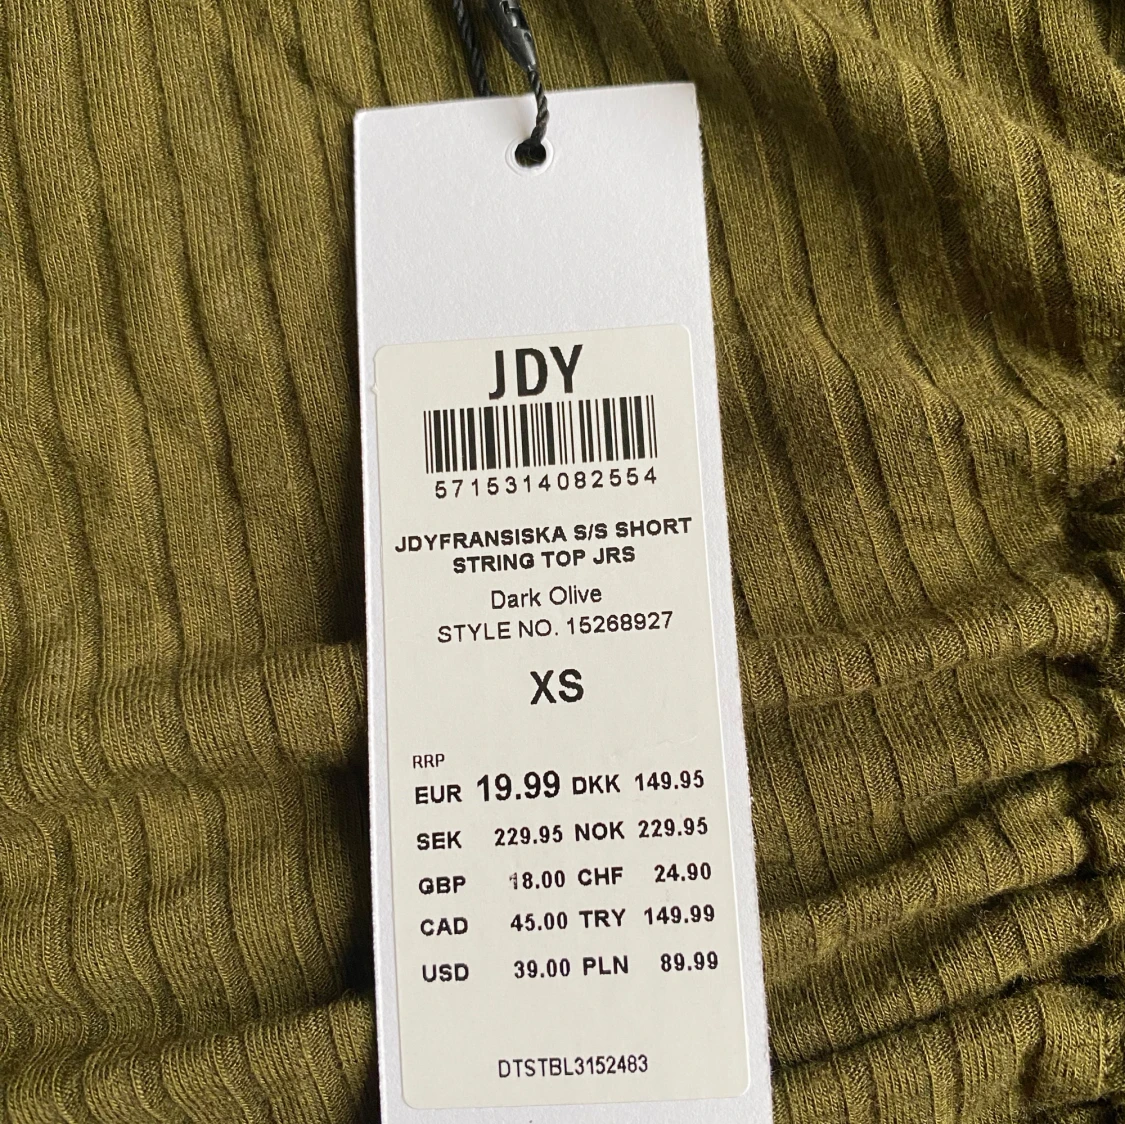 JDY
5715314082554
JDYFRANSISKA S/S SHORT
STRING TOP JRS
Dark Olive
STYLE NO. 15268927
XS
RRP
EUR 19.99 DKK 149.95
SEK 229.95 NOK 229.95
GBP 18.00 CHF 24.90
CAD 45.00 TRY 149.99
USD 39.00 PLN 89.99
DTSTBL3152483